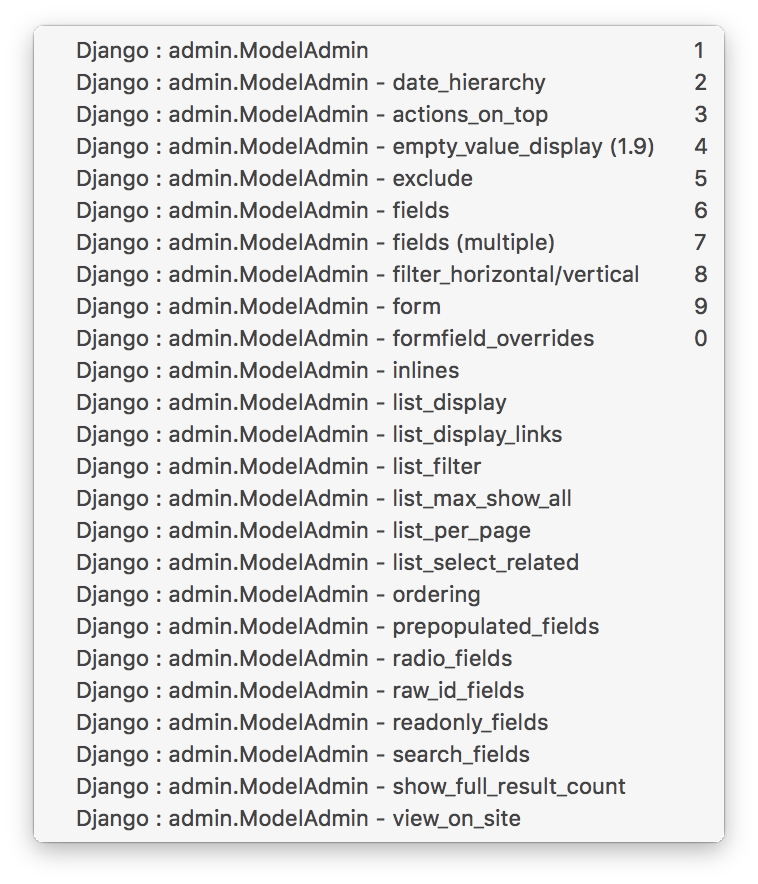 Django : admin.ModelAdmin 1
Django : admin.ModelAdmin - date_hierarchy 2
Django : admin.ModelAdmin - actions_on_top 3
Django : admin.ModelAdmin - empty_value_display (1.9) 4
Django : admin.ModelAdmin - exclude 5
Django : admin.ModelAdmin - fields 6
Django : admin.ModelAdmin - fields (multiple) 7
Django : admin.ModelAdmin - filter_horizontal/vertical 8
Django : admin.ModelAdmin - form 9
Django : admin.ModelAdmin - formfield_overrides 0
Django : admin.ModelAdmin - inlines
Django : admin.ModelAdmin - list_display
Django : admin.ModelAdmin - list_display_links
Django : admin.ModelAdmin - list_filter
Django : admin.ModelAdmin - list_max_show_all
Django : admin.ModelAdmin - list_per_page
Django : admin.ModelAdmin - list_select_related
Django : admin.ModelAdmin - ordering
Django : admin.ModelAdmin - prepopulated_fields
Django : admin.ModelAdmin - radio_fields
Django : admin.ModelAdmin - raw_id_fields
Django : admin.ModelAdmin - readonly_fields
Django : admin.ModelAdmin - search_fields
Django : admin.ModelAdmin - show_full_result_count
Django : admin.ModelAdmin - view_on_site